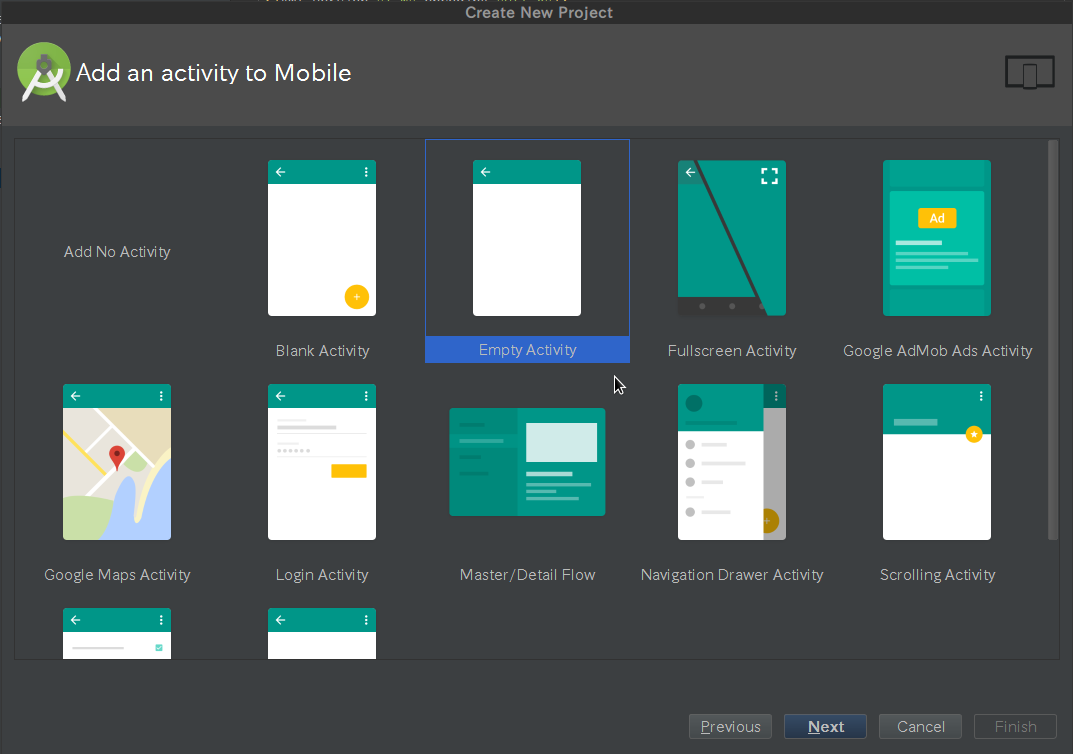 Create New Project
Add an activity to Mobile
Ad
Add No Activity
Blank Activity
Empty Activity
Fullscreen Activity
Google AdMob Ads Activity
Google Maps Activity
Login Activity
Master/Detail Flow
Navigation Drawer Activity
Scrolling Activity
Previous
Next
Cancel
Finish